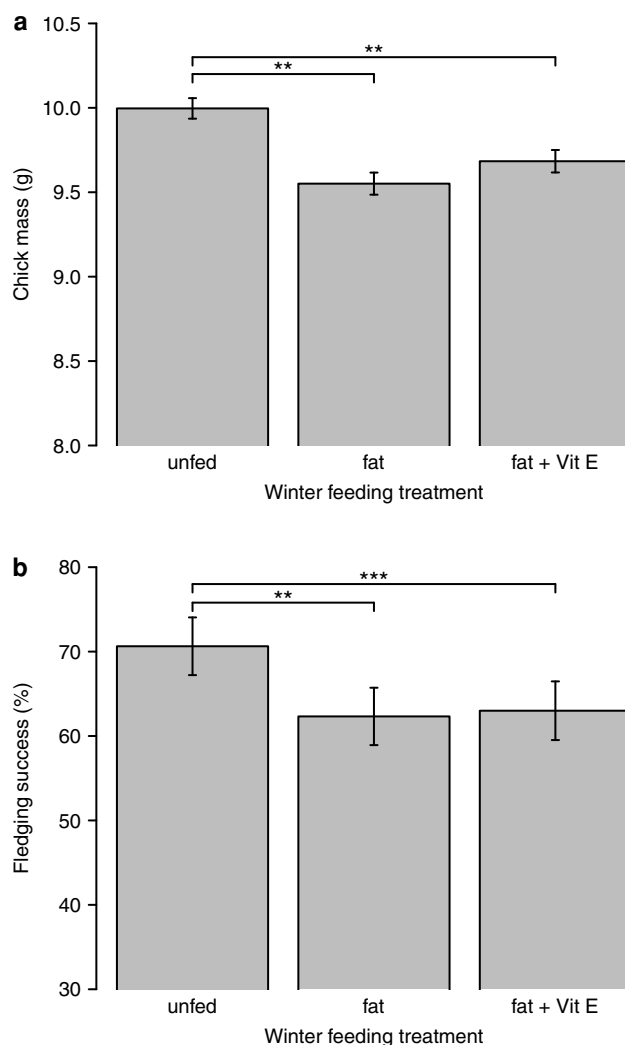 a
10.5
**
**
10.0
9.5
9.0
8.5
8.0
Chick mass (g)
unfed fat fat + Vit E
Winter feeding treatment
b
80
***
**
70
60
50
40
30
Fledging success (%)
unfed fat fat + Vit E
Winter feeding treatment